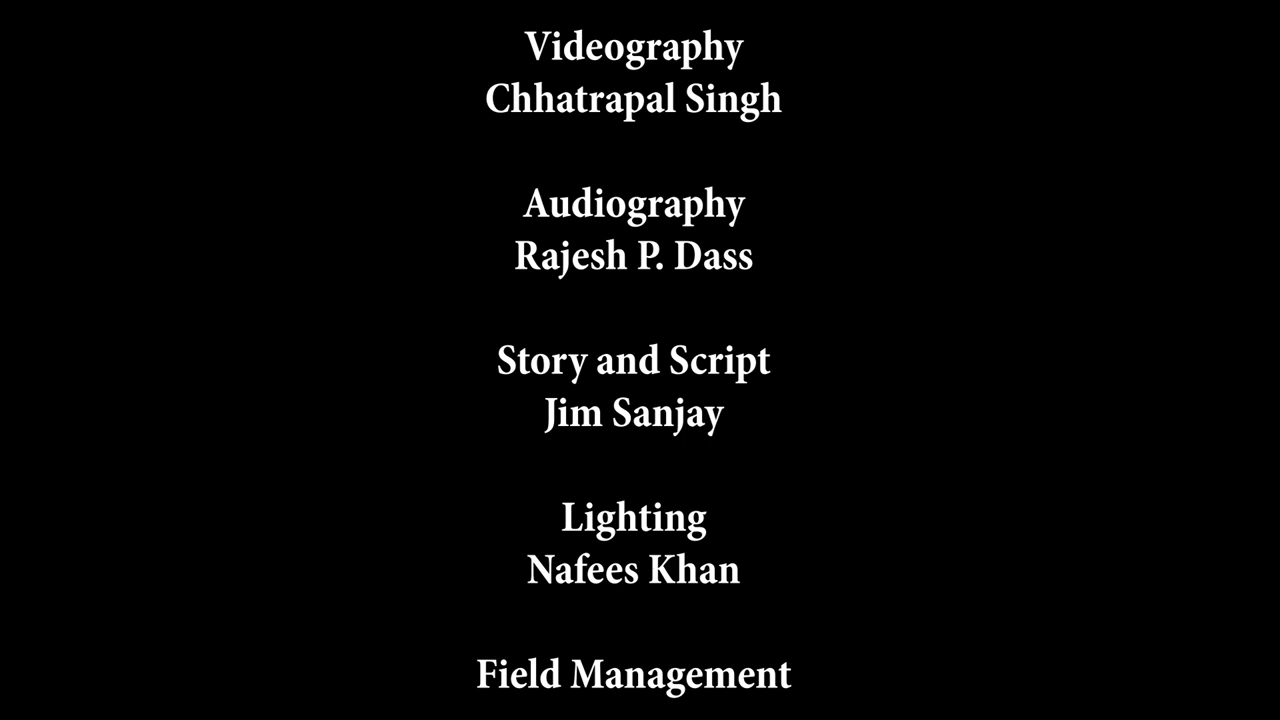 Videography
Chhatrapal Singh
Audiography
Rajesh P. Dass
Story and Script
Jim Sanjay
Lighting
Nafees Khan
Field Management